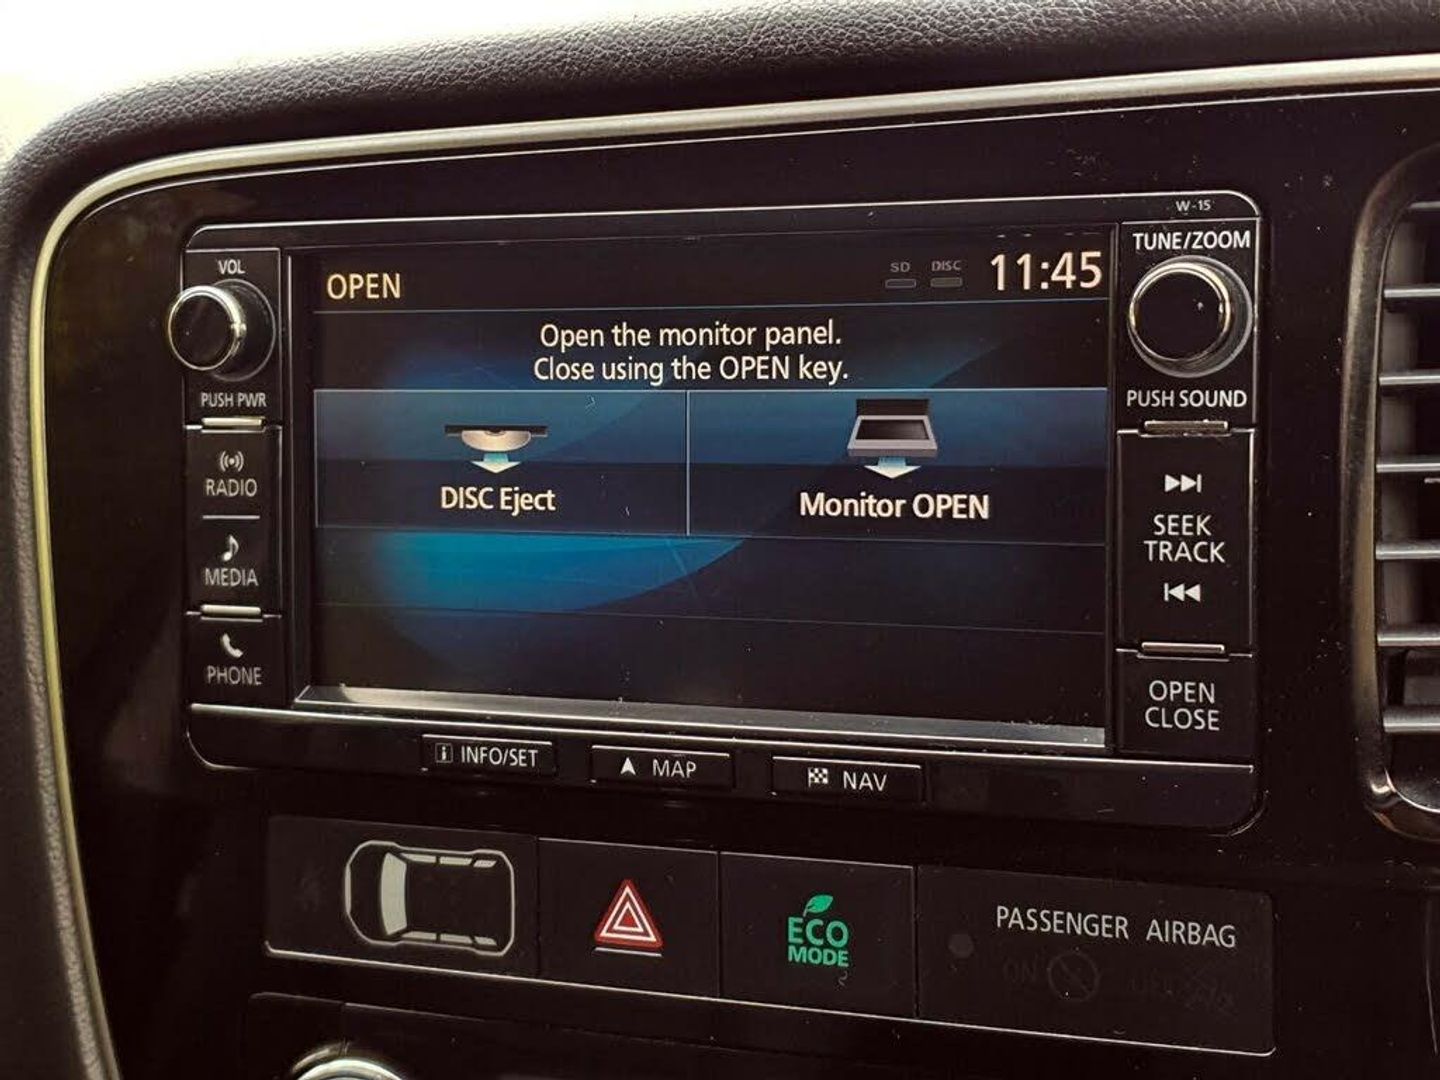 W-15
VOL
TUNE/ZOOM
OPEN
SD
DISC
11:45
Open the monitor panel.
Close using the OPEN key.
PUSH PWR
PUSH SOUND
RADIO
MEDIA
PHONE
DISC Eject
Monitor OPEN
SEEK
TRACK
OPEN
CLOSE
INFO/SET
MAP
NAV
ECO
MODE
PASSENGER AIRBAG
ON